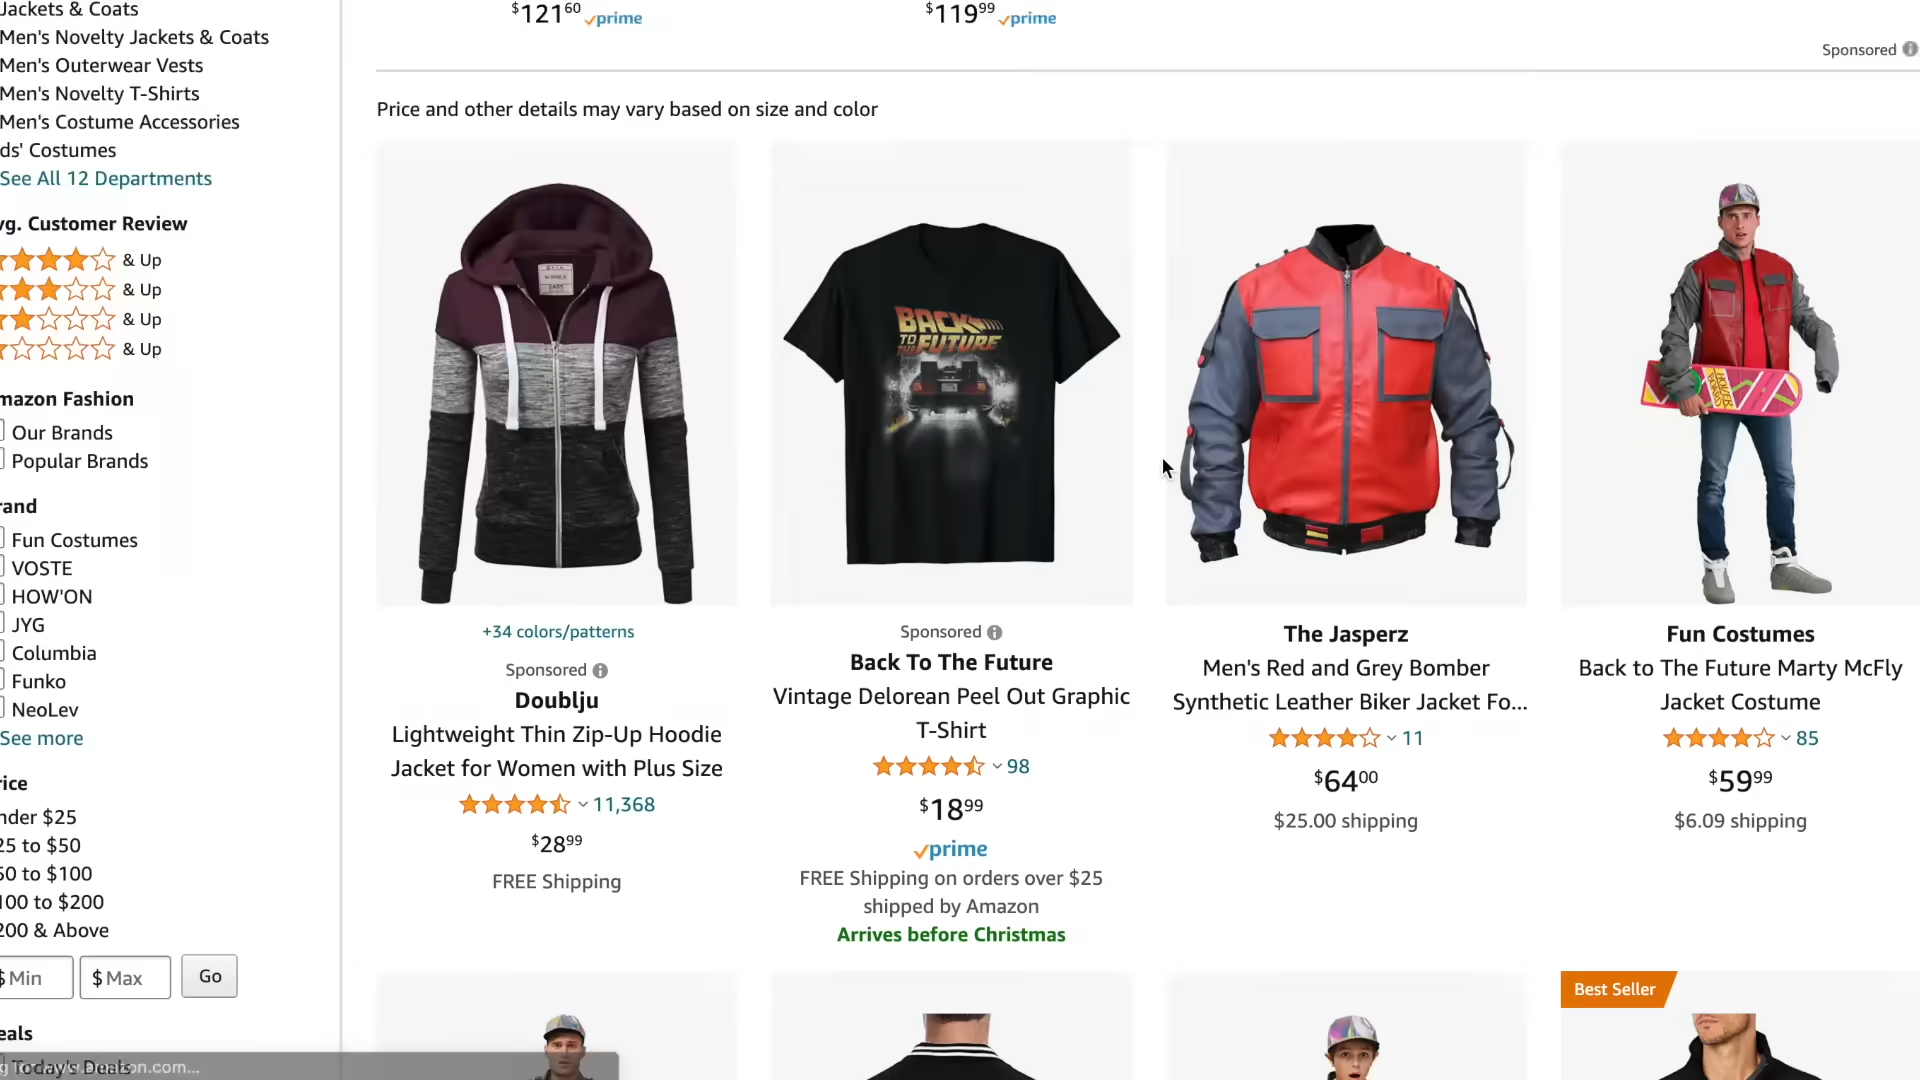 Jackets & Coats
Men's Novelty Jackets & Coats
Men's Outerwear Vests
Men's Novelty T-Shirts
Men's Costume Accessories
ds' Costumes
See All 12 Departments
vg. Customer Review
& Up
& Up
& Up
& Up
mazon Fashion
Our Brands
Popular Brands
rand
Fun Costumes
VOSTE
HOW'ON
JYG
Columbia
Funko
NeoLev
See more
rice
nder $25
25 to $50
50 to $100
100 to $200
200 & Above
$ Min
$ Max
Go
eals
Today's Deals
g for www.amazon.com...
$121 60 prime
$119 99 prime
Sponsored
Price and other details may vary based on size and color
+34 colors/patterns
Sponsored
Doublju
Lightweight Thin Zip-Up Hoodie
Jacket for Women with Plus Size
11,368
$28 99
FREE Shipping
BACK
TO THE FUTURE
Sponsored
Back To The Future
Vintage Delorean Peel Out Graphic
T-Shirt
98
$18 99
prime
FREE Shipping on orders over $25
shipped by Amazon
Arrives before Christmas
The Jasperz
Men's Red and Grey Bomber
Synthetic Leather Biker Jacket Fo...
11
$64 00
$25.00 shipping
Fun Costumes
Back to The Future Marty McFly
Jacket Costume
85
$59 99
$6.09 shipping
Best Seller